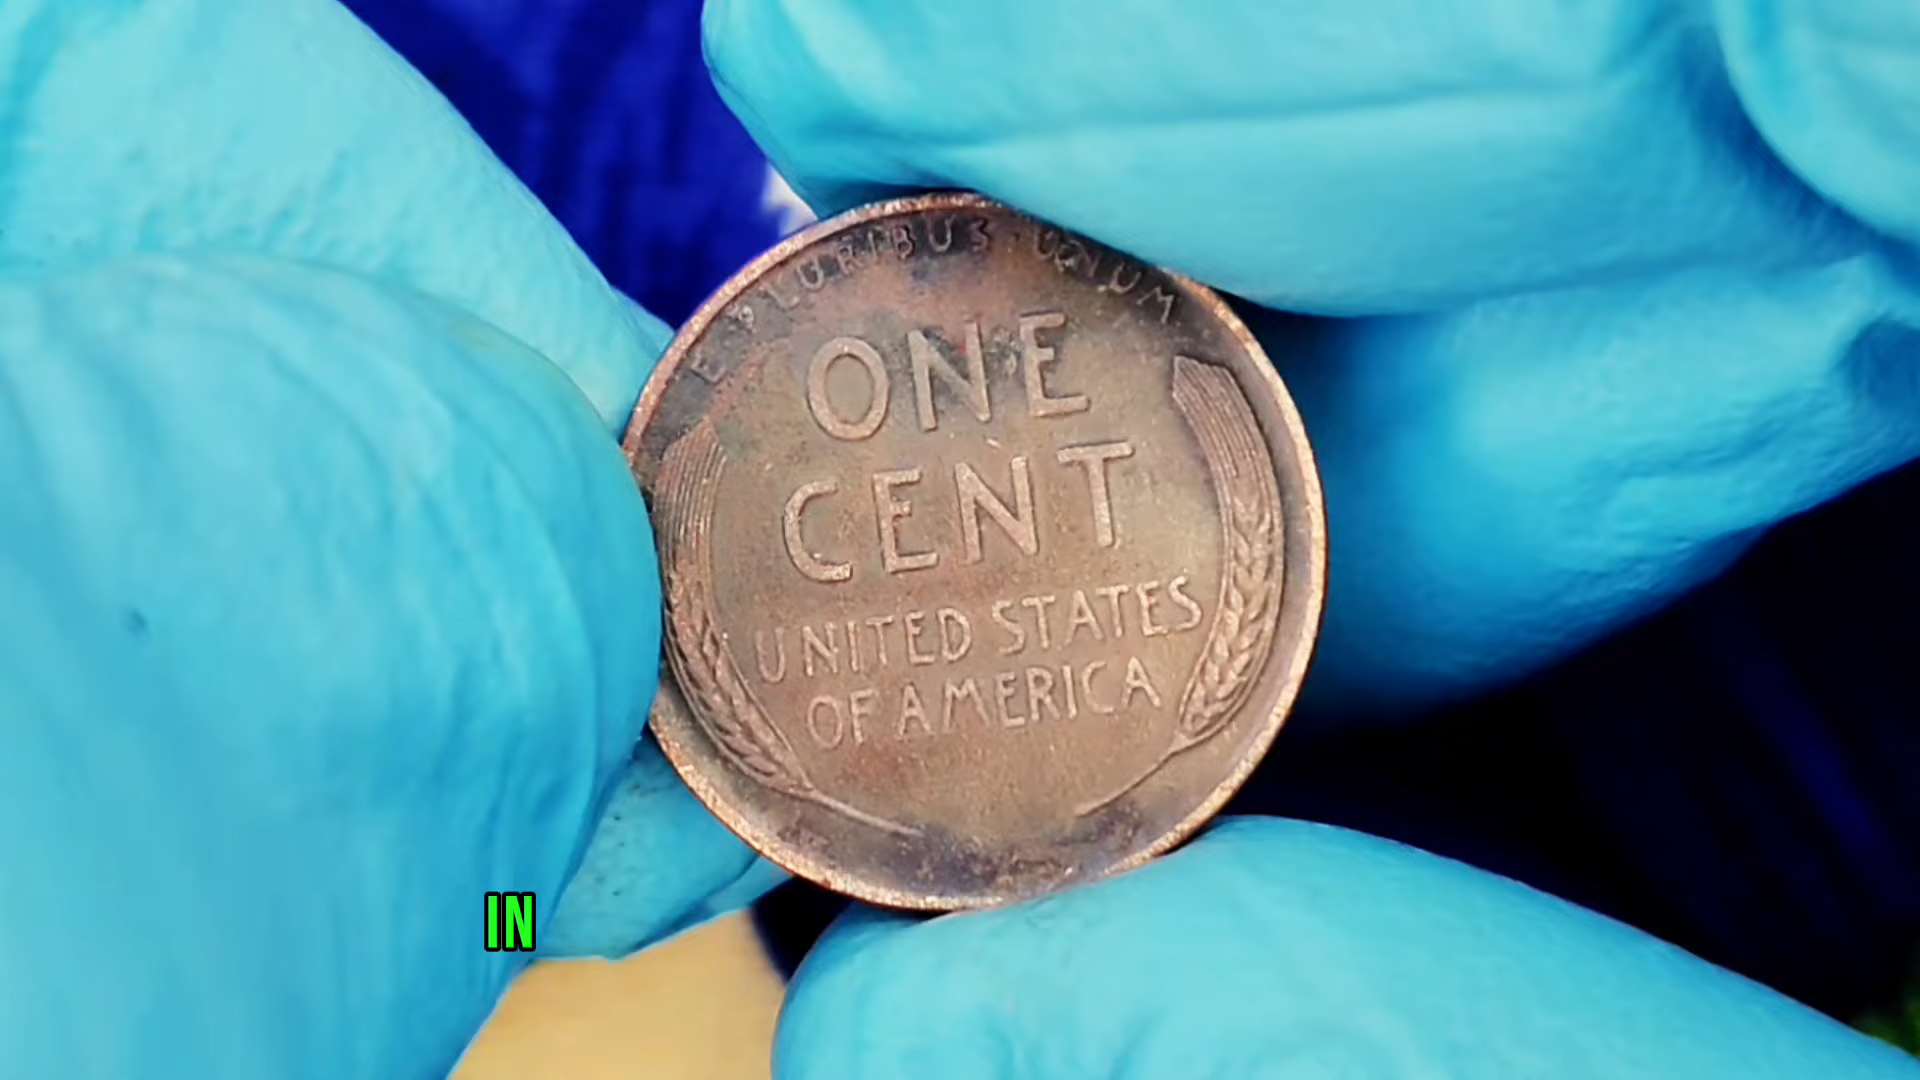 E PLURIBUS UNUM
ONE
CENT
UNITED STATES
OF AMERICA
IN